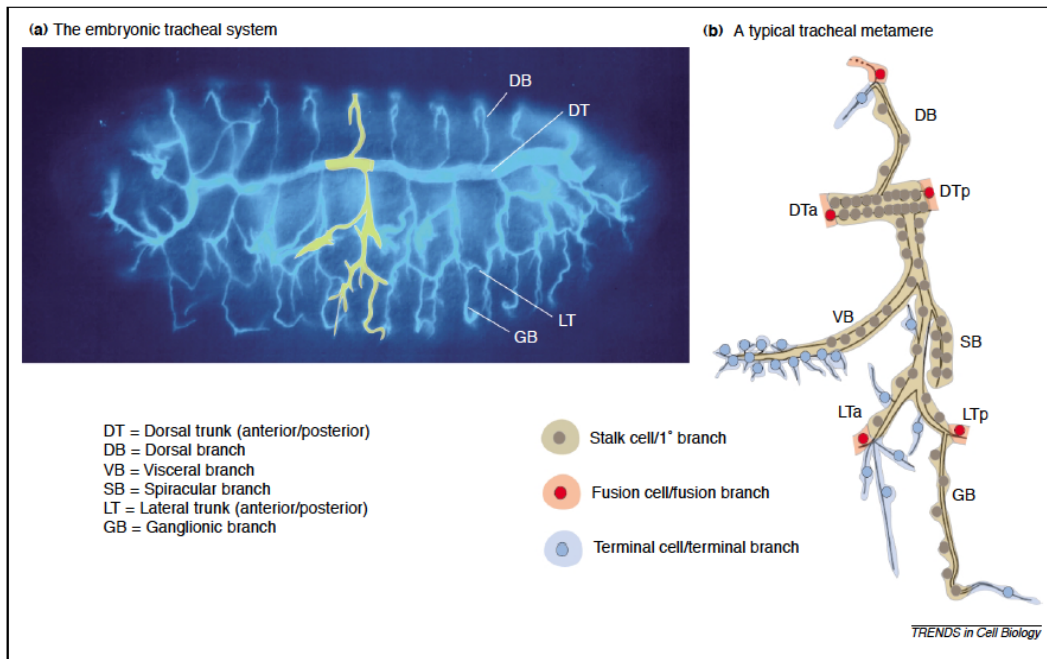 (a) The embryonic tracheal system
(b) A typical tracheal metamere
DB
DT
LT
GB
DB
DTp
DTa
VB
SB
LTa
LTp
GB
DT = Dorsal trunk (anterior/posterior)
DB = Dorsal branch
VB = Visceral branch
SB = Spiracular branch
LT = Lateral trunk (anterior/posterior)
GB = Ganglionic branch
Stalk cell/1° branch
Fusion cell/fusion branch
Terminal cell/terminal branch
TRENDS in Cell Biology